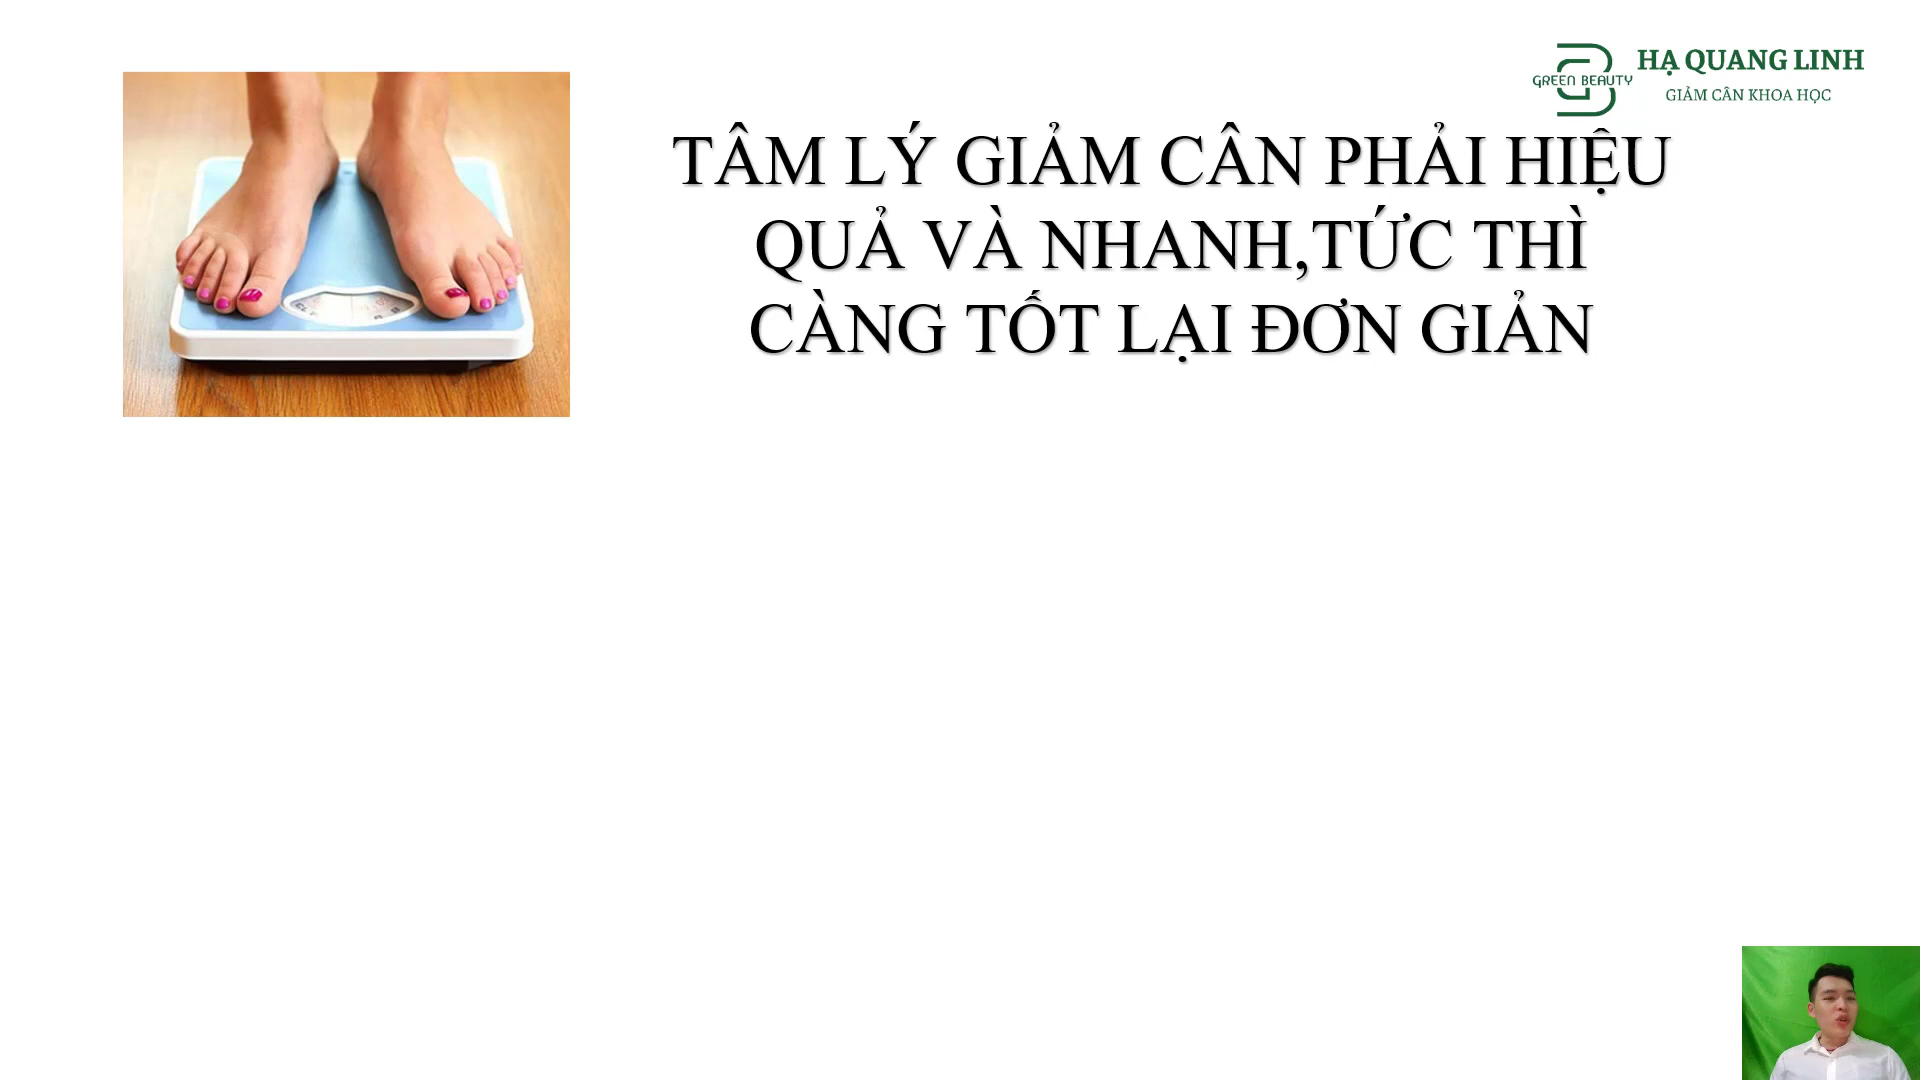 GREEN BEAUTY
HẠ QUANG LINH
GIẢM CÂN KHOA HỌC
TÂM LÝ GIẢM CÂN PHẢI HIỆU
QUẢ VÀ NHANH,TỨC THÌ
CÀNG TỐT LẠI ĐƠN GIẢN